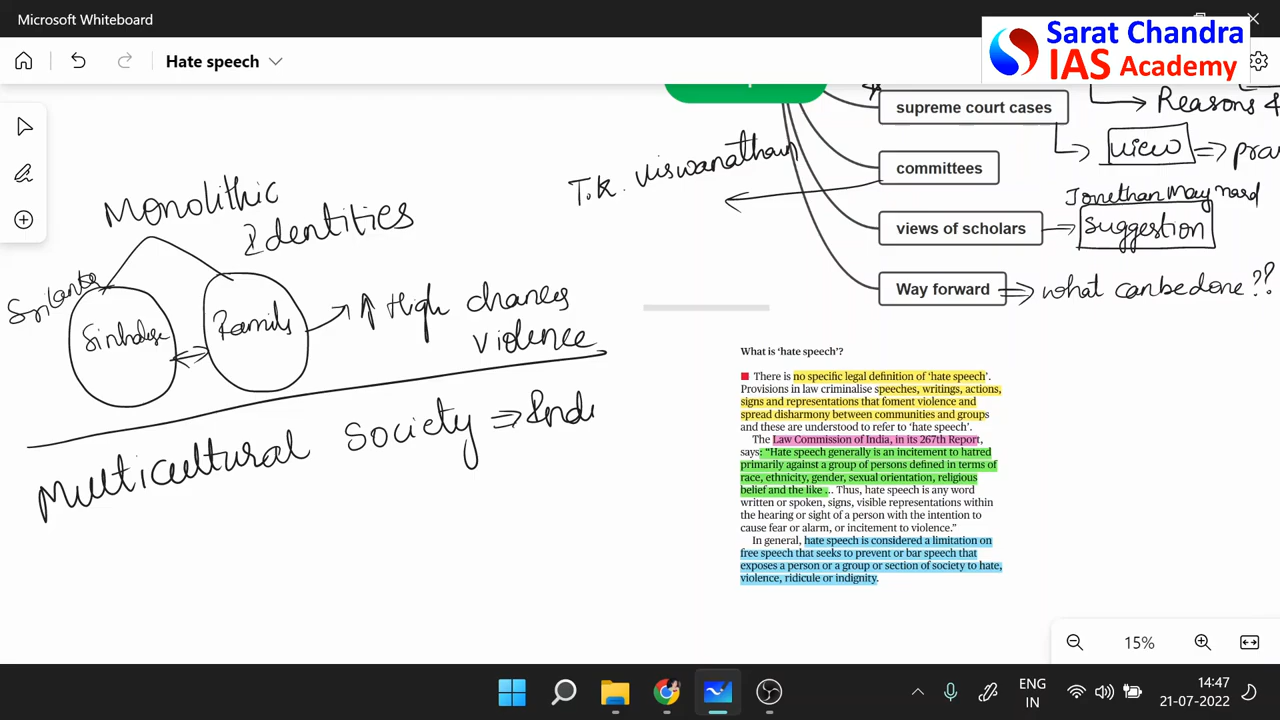 Microsoft Whiteboard
Sarat Chandra
IAS Academy
Hate speech
supreme court cases
Reasons &
view
committees
T.K. Viswanathan
Jonethan May nard
views of scholars
Suggestion
Way forward
what can be done ??
Monolithic
Identities
Srilanka
Sinhalese
Tamils
High chances
violence
Multicultural Society ⇒ Indi
What is ‘hate speech’?
There is no specific legal definition of ‘hate speech’.
Provisions in law criminalise speeches, writings, actions,
signs and representations that foment violence and
spread disharmony between communities and groups
and these are understood to refer to ‘hate speech’.
The Law Commission of India, in its 267th Report,
says: “Hate speech generally is an incitement to hatred
primarily against a group of persons defined in terms of
race, ethnicity, gender, sexual orientation, religious
belief and the like ... Thus, hate speech is any word
written or spoken, signs, visible representations within
the hearing or sight of a person with the intention to
cause fear or alarm, or incitement to violence.”
In general, hate speech is considered a limitation on
free speech that seeks to prevent or bar speech that
exposes a person or a group or section of society to hate,
violence, ridicule or indignity.
15%
ENG
IN
14:47
21-07-2022